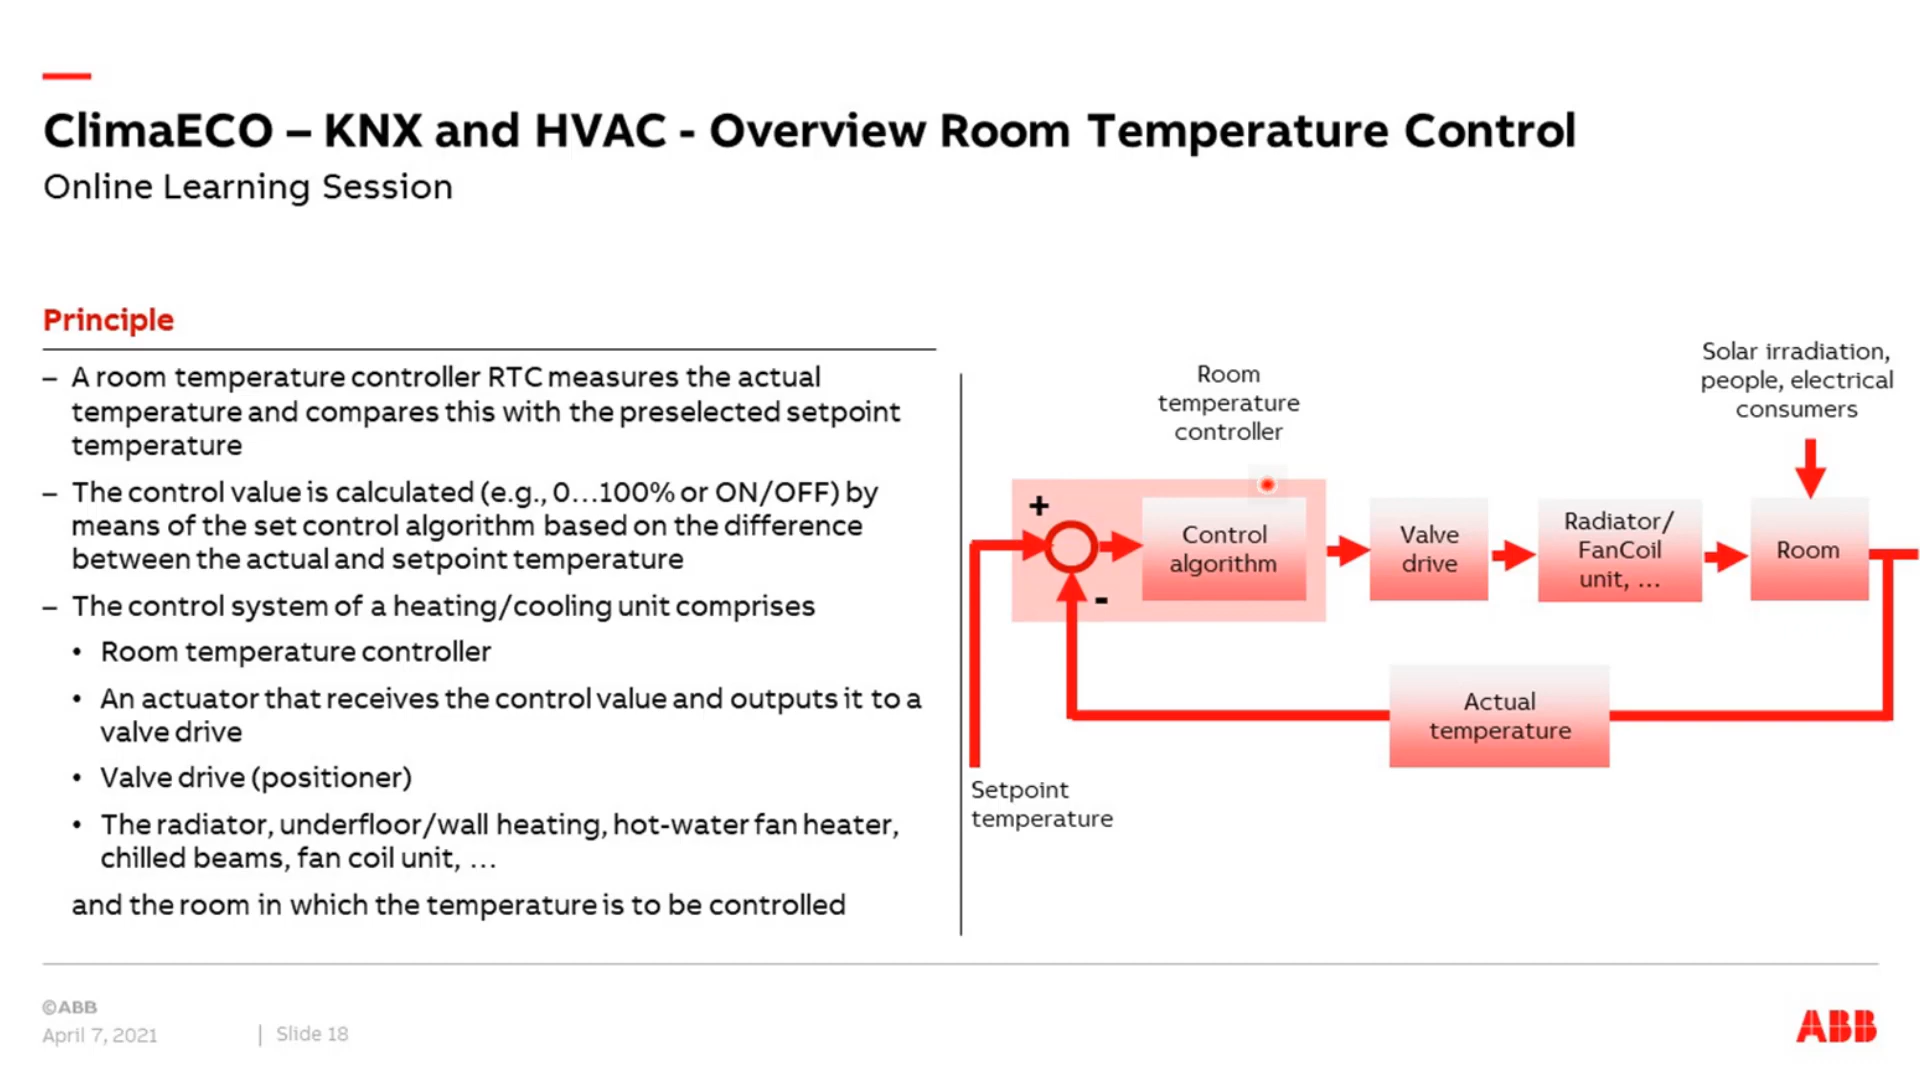 ClimaECO – KNX and HVAC - Overview Room Temperature Control
Online Learning Session
Principle
– A room temperature controller RTC measures the actual
temperature and compares this with the preselected setpoint
temperature
– The control value is calculated (e.g., 0…100% or ON/OFF) by
means of the set control algorithm based on the difference
between the actual and setpoint temperature
– The control system of a heating/cooling unit comprises
• Room temperature controller
• An actuator that receives the control value and outputs it to a
valve drive
• Valve drive (positioner)
• The radiator, underfloor/wall heating, hot-water fan heater,
chilled beams, fan coil unit, …
and the room in which the temperature is to be controlled
Room
temperature
controller
Solar irradiation,
people, electrical
consumers
+
-
Control
algorithm
Valve
drive
Radiator/
FanCoil
unit, …
Room
Actual
temperature
Setpoint
temperature
©ABB
April 7, 2021
| Slide 18
ABB